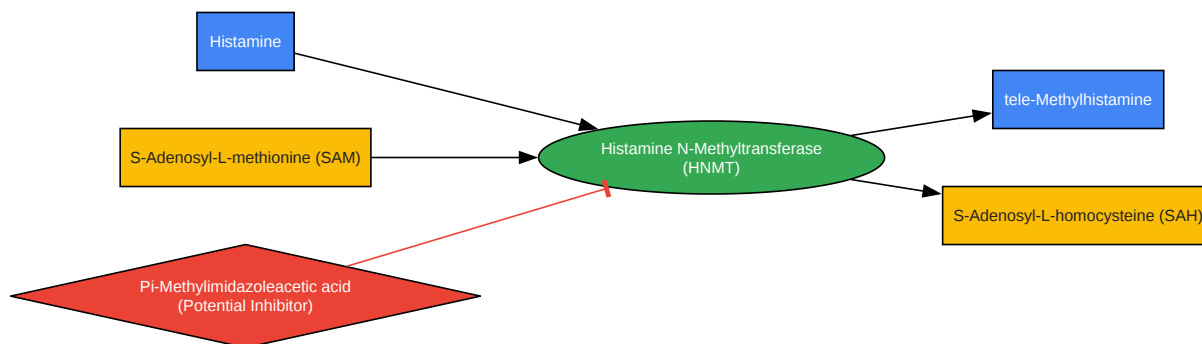 Histamine
tele-Methylhistamine
S-Adenosyl-L-methionine (SAM)
Histamine N-Methyltransferase
(HNMT)
S-Adenosyl-L-homocysteine (SAH)
Pi-Methylimidazoleacetic acid
(Potential Inhibitor)